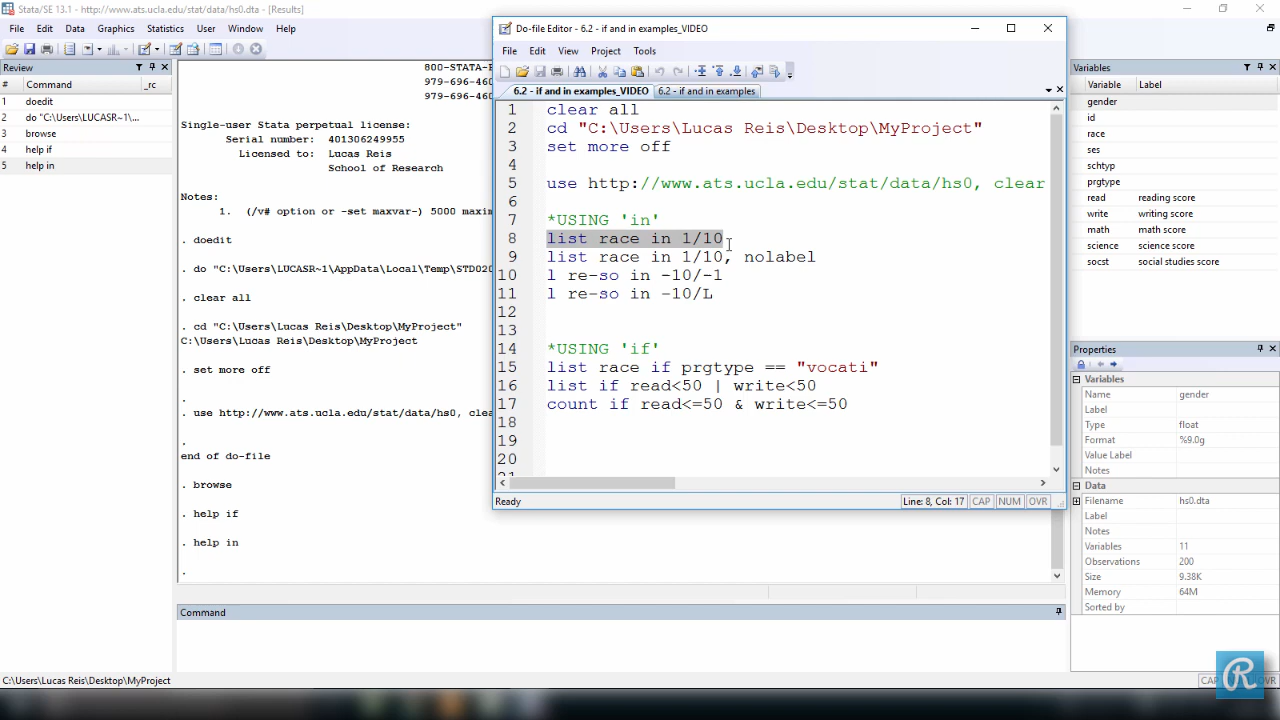 Stata/SE 13.1 - http://www.ats.ucla.edu/stat/data/hs0.dta - [Results]
File Edit Data Graphics Statistics User Window Help
Review
# Command _rc
1 doedit
2 do "C:\Users\LUCASR~1\...
3 browse
4 help if
5 help in
800-STATA-P
979-696-460
979-696-460
Single-user Stata perpetual license:
Serial number: 401306249955
Licensed to: Lucas Reis
School of Research
Notes:
1. (/v# option or -set maxvar-) 5000 maxim
. doedit
. do "C:\Users\LUCASR~1\AppData\Local\Temp\STD020
. clear all
. cd "C:\Users\Lucas Reis\Desktop\MyProject"
C:\Users\Lucas Reis\Desktop\MyProject
. set more off
.
. use http://www.ats.ucla.edu/stat/data/hs0, clea
.
end of do-file
. browse
. help if
. help in
.
Command
C:\Users\Lucas Reis\Desktop\MyProject
Do-file Editor - 6.2 - if and in examples_VIDEO
File Edit View Project Tools
6.2 - if and in examples_VIDEO 6.2 - if and in examples
1 clear all
2 cd "C:\Users\Lucas Reis\Desktop\MyProject"
3 set more off
4
5 use http://www.ats.ucla.edu/stat/data/hs0, clear
6
7 *USING 'in'
8 list race in 1/10
9 list race in 1/10, nolabel
10 l re-so in -10/-1
11 l re-so in -10/L
12
13
14 *USING 'if'
15 list race if prgtype == "vocati"
16 list if read<50 | write<50
17 count if read<=50 & write<=50
18
19
20
21
Ready Line: 8, Col: 17 CAP NUM OVR
Variables
Variable Label
gender
id
race
ses
schtyp
prgtype
read reading score
write writing score
math math score
science science score
socst social studies score
Properties
Variables
Name gender
Label
Type float
Format %9.0g
Value Label
Notes
Data
Filename hs0.dta
Label
Notes
Variables 11
Observations 200
Size 9.38K
Memory 64M
Sorted by
CAP OVR
R